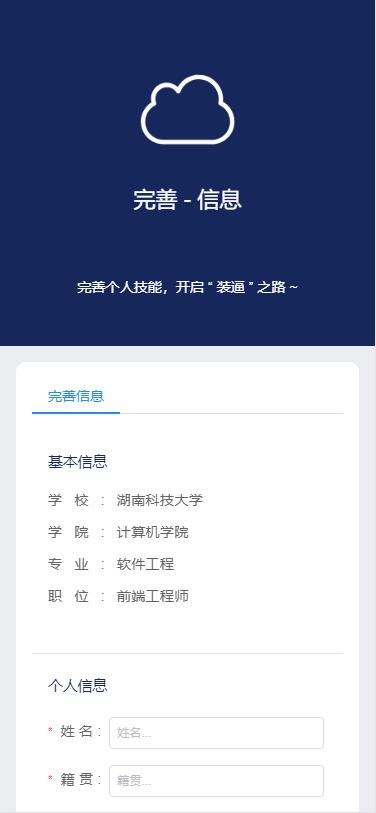 完善 - 信息
完善个人技能，开启 “ 装逼 ” 之路 ~
完善信息
基本信息
学 校 : 湖南科技大学
学 院 : 计算机学院
专 业 : 软件工程
职 位 : 前端工程师
个人信息
* 姓 名 : 姓名...
* 籍 贯 : 籍贯...